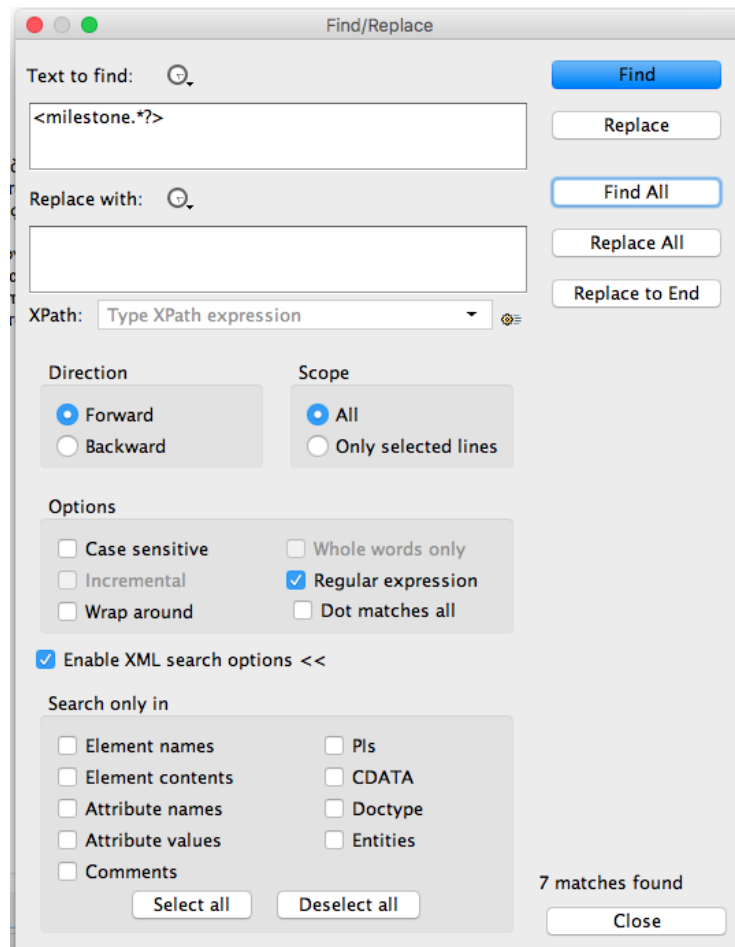 Find/Replace
Text to find:
Find
<milestone.*?>
Replace
Replace with:
Find All
Replace All
Replace to End
XPath: Type XPath expression
Direction
Scope
Forward
All
Backward
Only selected lines
Options
Case sensitive
Whole words only
Incremental
Regular expression
Wrap around
Dot matches all
Enable XML search options <<
Search only in
Element names
PIs
Element contents
CDATA
Attribute names
Doctype
Attribute values
Entities
Comments
7 matches found
Select all
Deselect all
Close